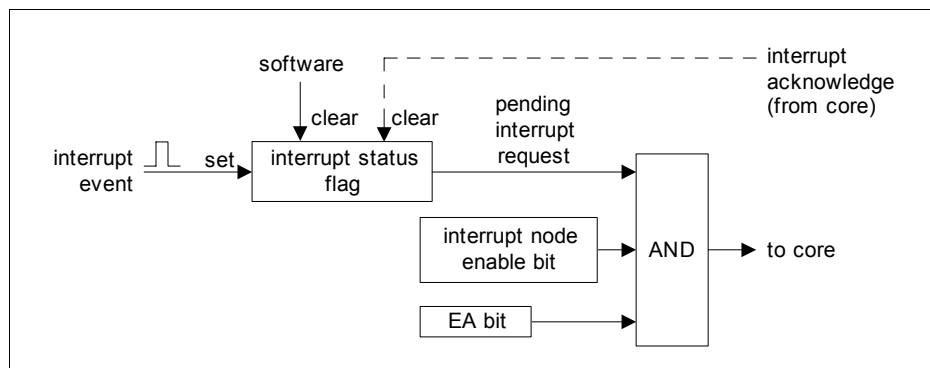 software
interrupt
acknowledge
(from core)
clear
clear
pending
interrupt
request
interrupt
event
set
interrupt status
flag
interrupt node
enable bit
AND
to core
EA bit